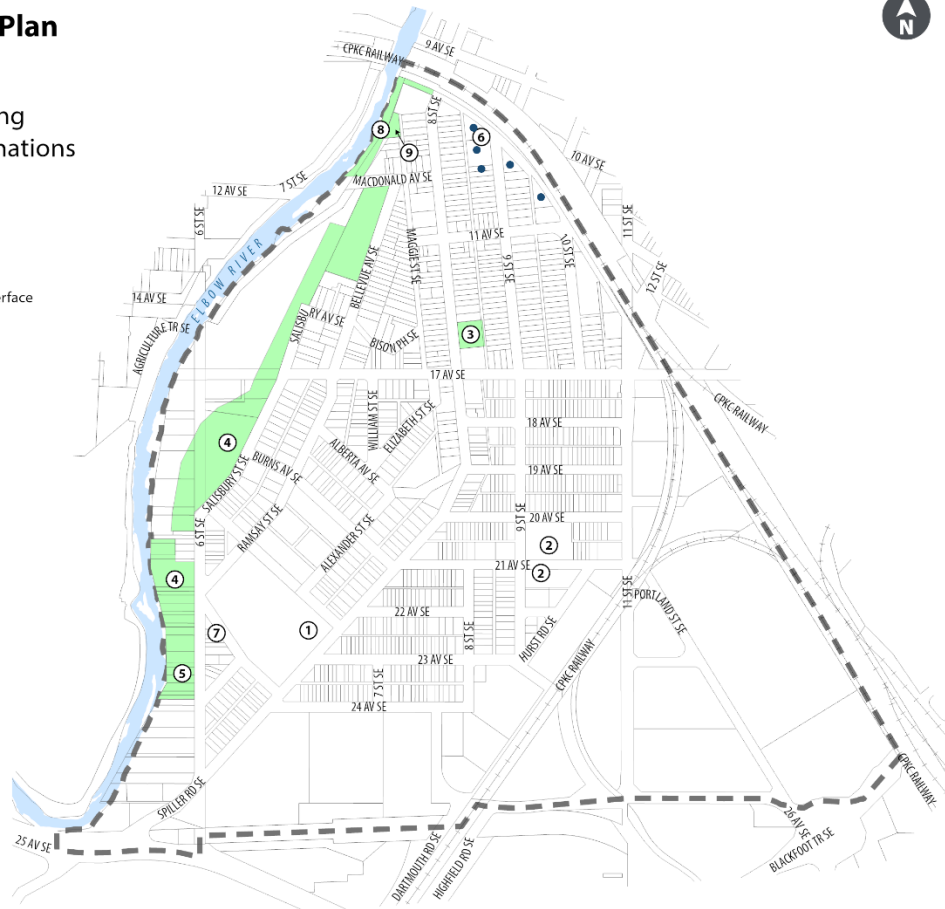 Plan
N
ing
nations
erface
CPKC RAILWAY
9 AV SE
8 ST SE
8
9
6
10 AV SE
MACDONALD AV SE
12 AV SE
7 ST SE
6 ST SE
11 ST SE
ELBOW RIVER
MAGGIE ST SE
11 AV SE
9 ST SE
10 ST SE
12 ST SE
BELLEVUE AV SE
14 AV SE
AGRICULTURE TR SE
SALISBU
RY AV SE
BISON PH SE
3
17 AV SE
CPKC RAILWAY
WILLIAM ST SE
ELIZABETH ST SE
18 AV SE
4
BURNS AV SE
ALBERTA AV SE
19 AV SE
SALISBURY ST SE
6 ST SE
RAMSAY ST SE
ALEXANDER ST SE
9 ST SE
20 AV SE
2
21 AV SE
2
4
11 ST SE
PORTLAND ST SE
22 AV SE
7
1
8 ST SE
HURST RD SE
23 AV SE
CPKC RAILWAY
5
7 ST SE
24 AV SE
SPILLER RD SE
CPKC RAILWAY
25 AV SE
26 AV SE
BLACKFOOT TR SE
DARTMOUTH RD SE
HIGHFIELD RD SE